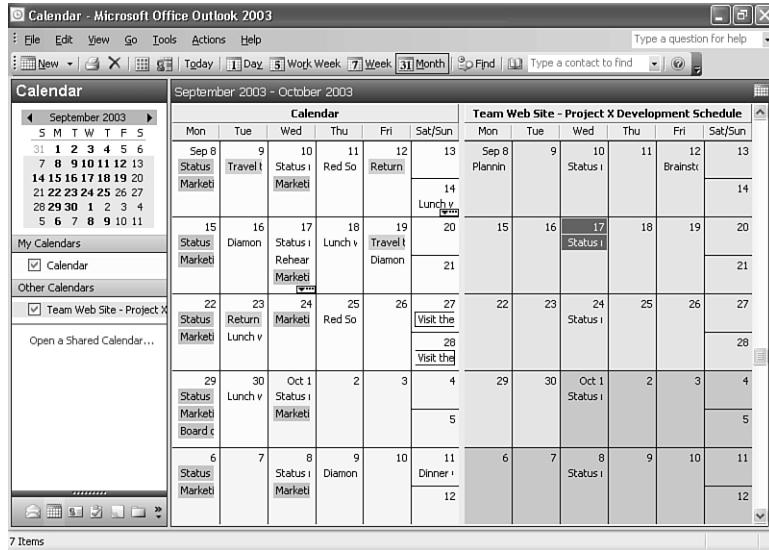 Calendar - Microsoft Office Outlook 2003
File Edit View Go Tools Actions Help
Type a question for help
New Today 1 Day 5 Work Week 7 Week 31 Month Find Type a contact to find
Calendar
September 2003 - October 2003
September 2003
S M T W T F S
31 1 2 3 4 5 6
7 8 9 10 11 12 13
14 15 16 17 18 19 20
21 22 23 24 25 26 27
28 29 30 1 2 3 4
5 6 7 8 9 10 11
My Calendars
Calendar
Other Calendars
Team Web Site - Project X
Open a Shared Calendar...
Calendar
Mon Tue Wed Thu Fri Sat/Sun
Sep 8 9 10 11 12 13
Status Travel t Status Red So Return
Marketi Marketi
14
Lunch v
15 16 17 18 19 20
Status Diamon Status Lunch v Travel t
Marketi Rehear Diamon
Marketi
21
22 23 24 25 26 27
Status Return Marketi Red So Visit the
Marketi Lunch v
28
Visit the
29 30 Oct 1 2 3 4
Status Lunch v Status
Marketi Marketi
Board c
5
6 7 8 9 10 11
Status Status Diamon Dinner
Marketi Marketi
12
Team Web Site - Project X Development Schedule
Mon Tue Wed Thu Fri Sat/Sun
Sep 8 9 10 11 12 13
Plannin Status Brainsto
14
15 16 17 18 19 20
Status
21
22 23 24 25 26 27
Status
28
29 30 Oct 1 2 3 4
Status
5
6 7 8 9 10 11
Status
12
7 Items